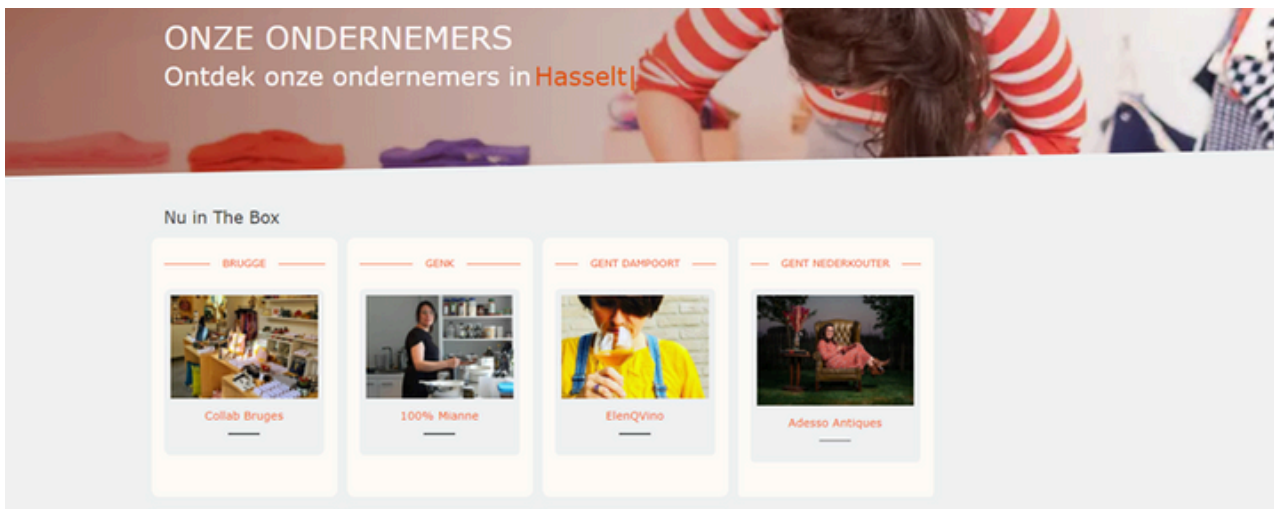 ONZE ONDERNEMERS
Ontdek onze ondernemers in Hasselt|
Nu in The Box
BRUGGE
GENK
GENT DAMPOORT
GENT NEDERKOUTER
Collab Bruges
100% Mianne
ElenQVino
Adesso Antiques